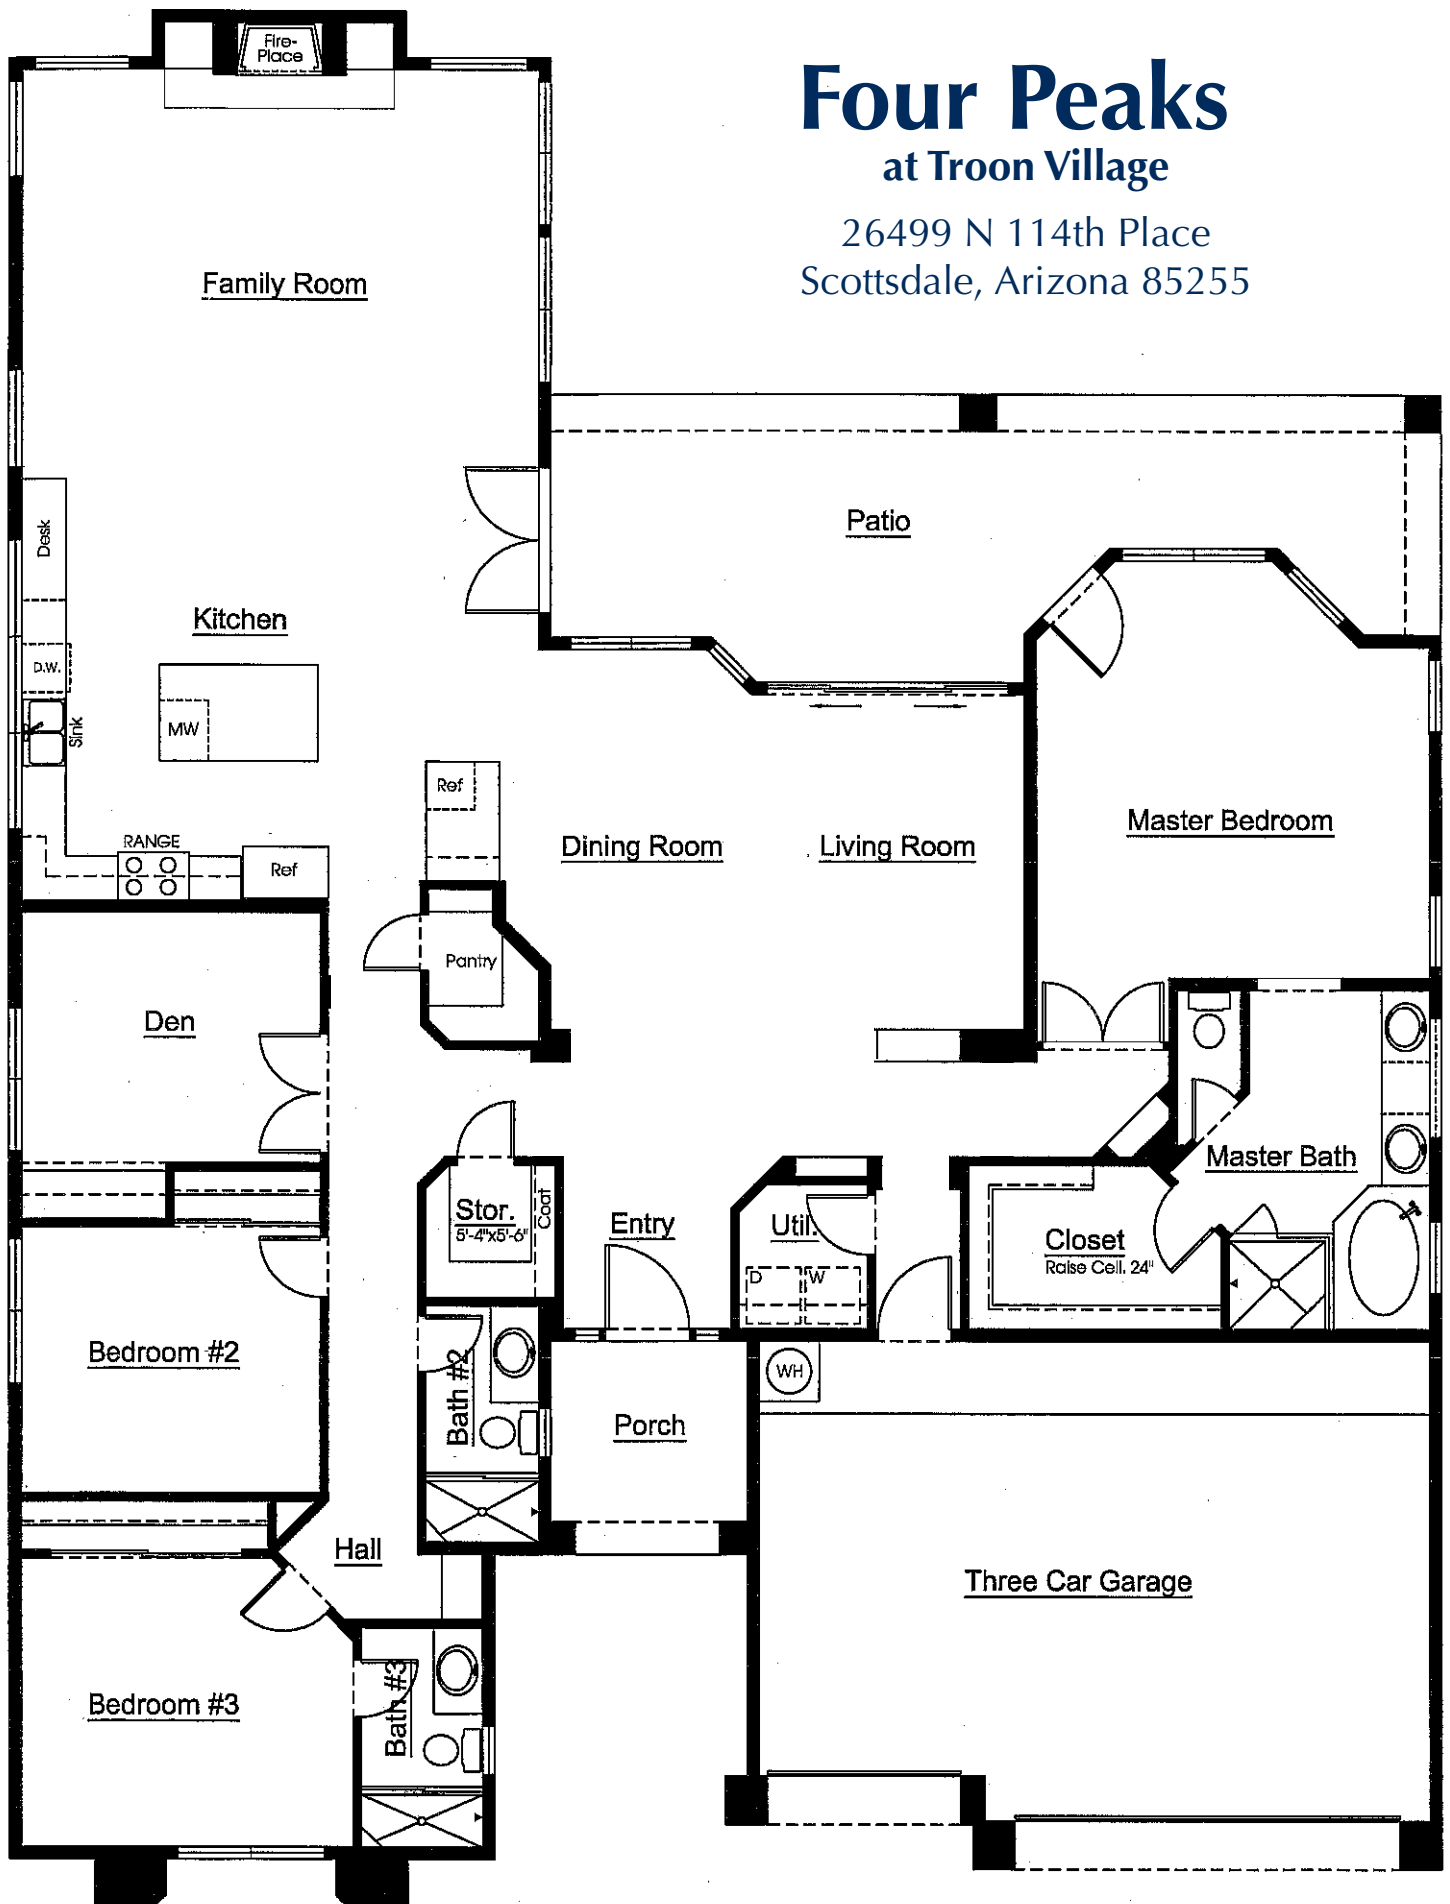 Fire-
Place
Four Peaks
at Troon Village
26499 N 114th Place
Scottsdale, Arizona 85255
Family Room
Patio
Desk
Kitchen
D.W.
Sink
MW
Ref
RANGE
Ref
Dining Room
Living Room
Master Bedroom
Pantry
Den
Master Bath
Stor.
5'-4"x5'-6"
Coat
Entry
Util.
D
W
Closet
Raise Ceil. 24"
Bedroom #2
Bath #2
WH
Porch
Hall
Three Car Garage
Bedroom #3
Bath #3